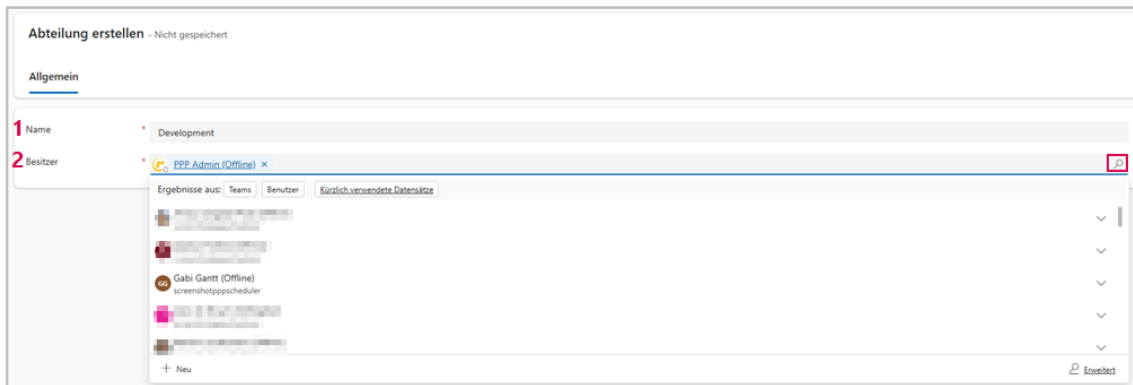 Abteilung erstellen - Nicht gespeichert
Allgemein
1 Name * Development
2 Besitzer * PPP Admin (Offline) ×
Ergebnisse aus: Teams Benutzer Kürzlich verwendete Datensätze
GG Gabi Gantt (Offline)
screenshotpppscheduler
+ Neu Erweitert